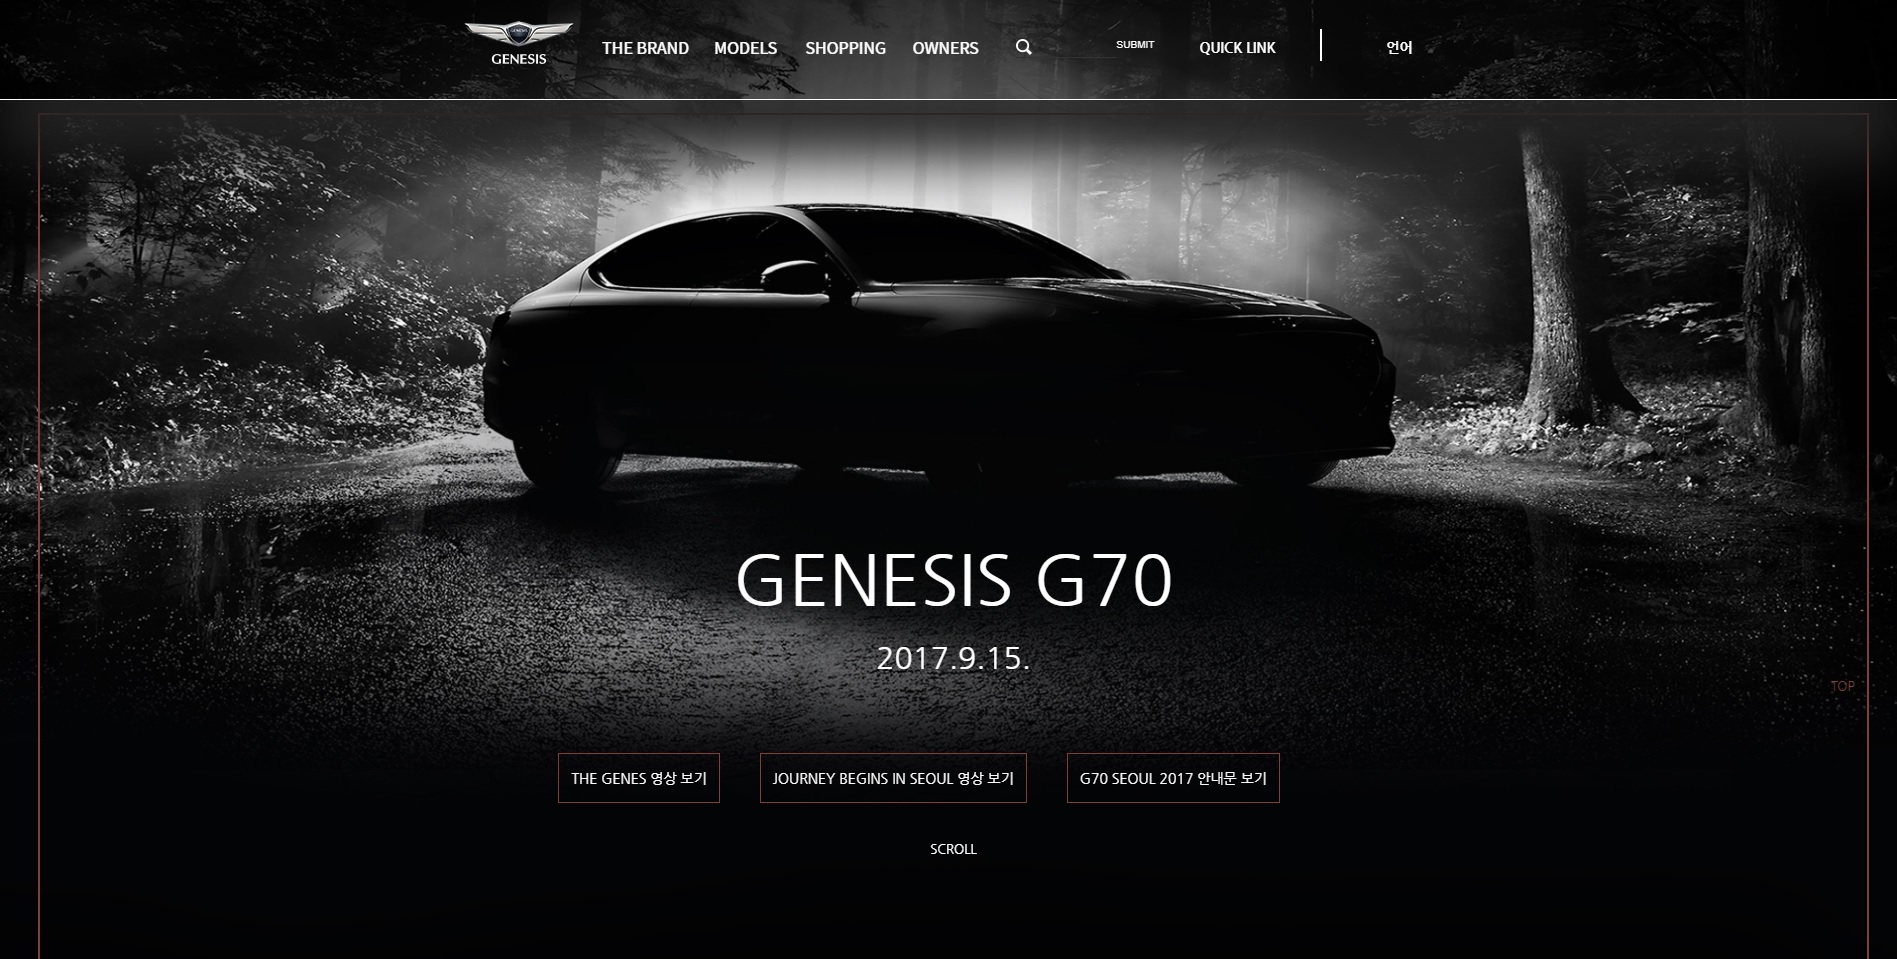 GENESIS
GENESIS
THE BRAND MODELS SHOPPING OWNERS SUBMIT QUICK LINK 언어
GENESIS G70
2017.9.15.
TOP
THE GENES 영상 보기 JOURNEY BEGINS IN SEOUL 영상 보기 G70 SEOUL 2017 안내문 보기
SCROLL